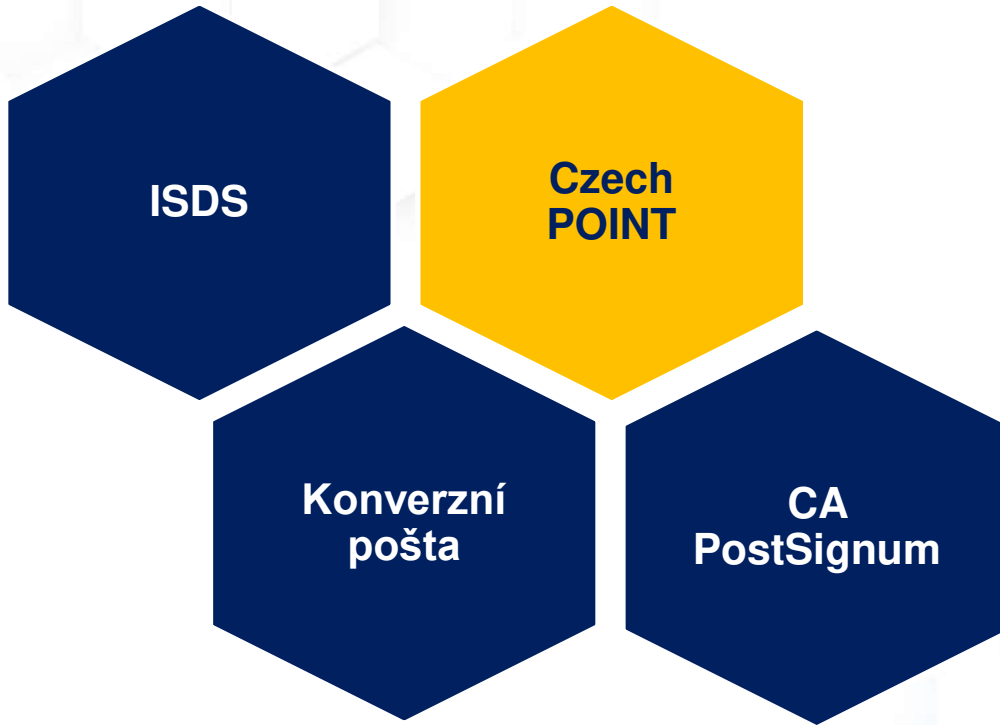 ISDS
Czech
POINT
Konverzní
pošta
CA
PostSignum